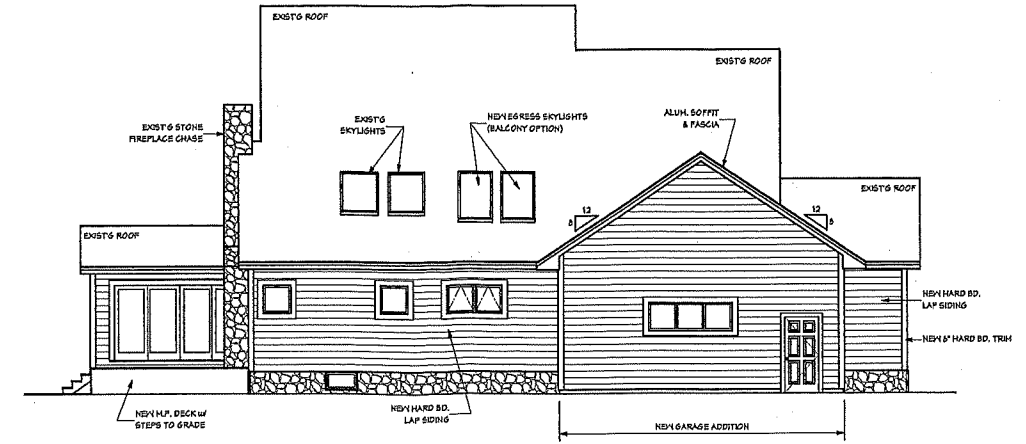 EXIST'G ROOF
EXIST'G ROOF
EXIST'G STONE
FIREPLACE CHASE
EXIST'G
SKYLIGHTS
NEW EGRESS SKYLIGHTS
(BALCONY OPTION)
ALUM. SOFFIT
& FASCIA
EXIST'G ROOF
12
8
12
8
EXIST'G ROOF
NEW HARD BD.
LAP SIDING
NEW 6" HARD BD. TRIM
NEW H.P. DECK w/
STEPS TO GRADE
NEW HARD BD.
LAP SIDING
NEW GARAGE ADDITION